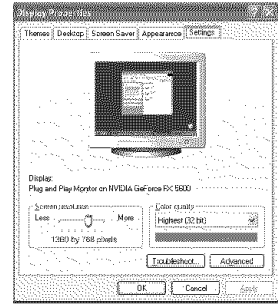 Display Properties
Themes Desktop Screen Saver Appearance Settings
Display:
Plug and Play Monitor on NVIDIA GeForce FX 5600
Screen resolution
Color quality
Less More
Highest (32 bit)
1360 by 768 pixels
Troubleshoot... Advanced
OK Cancel Apply